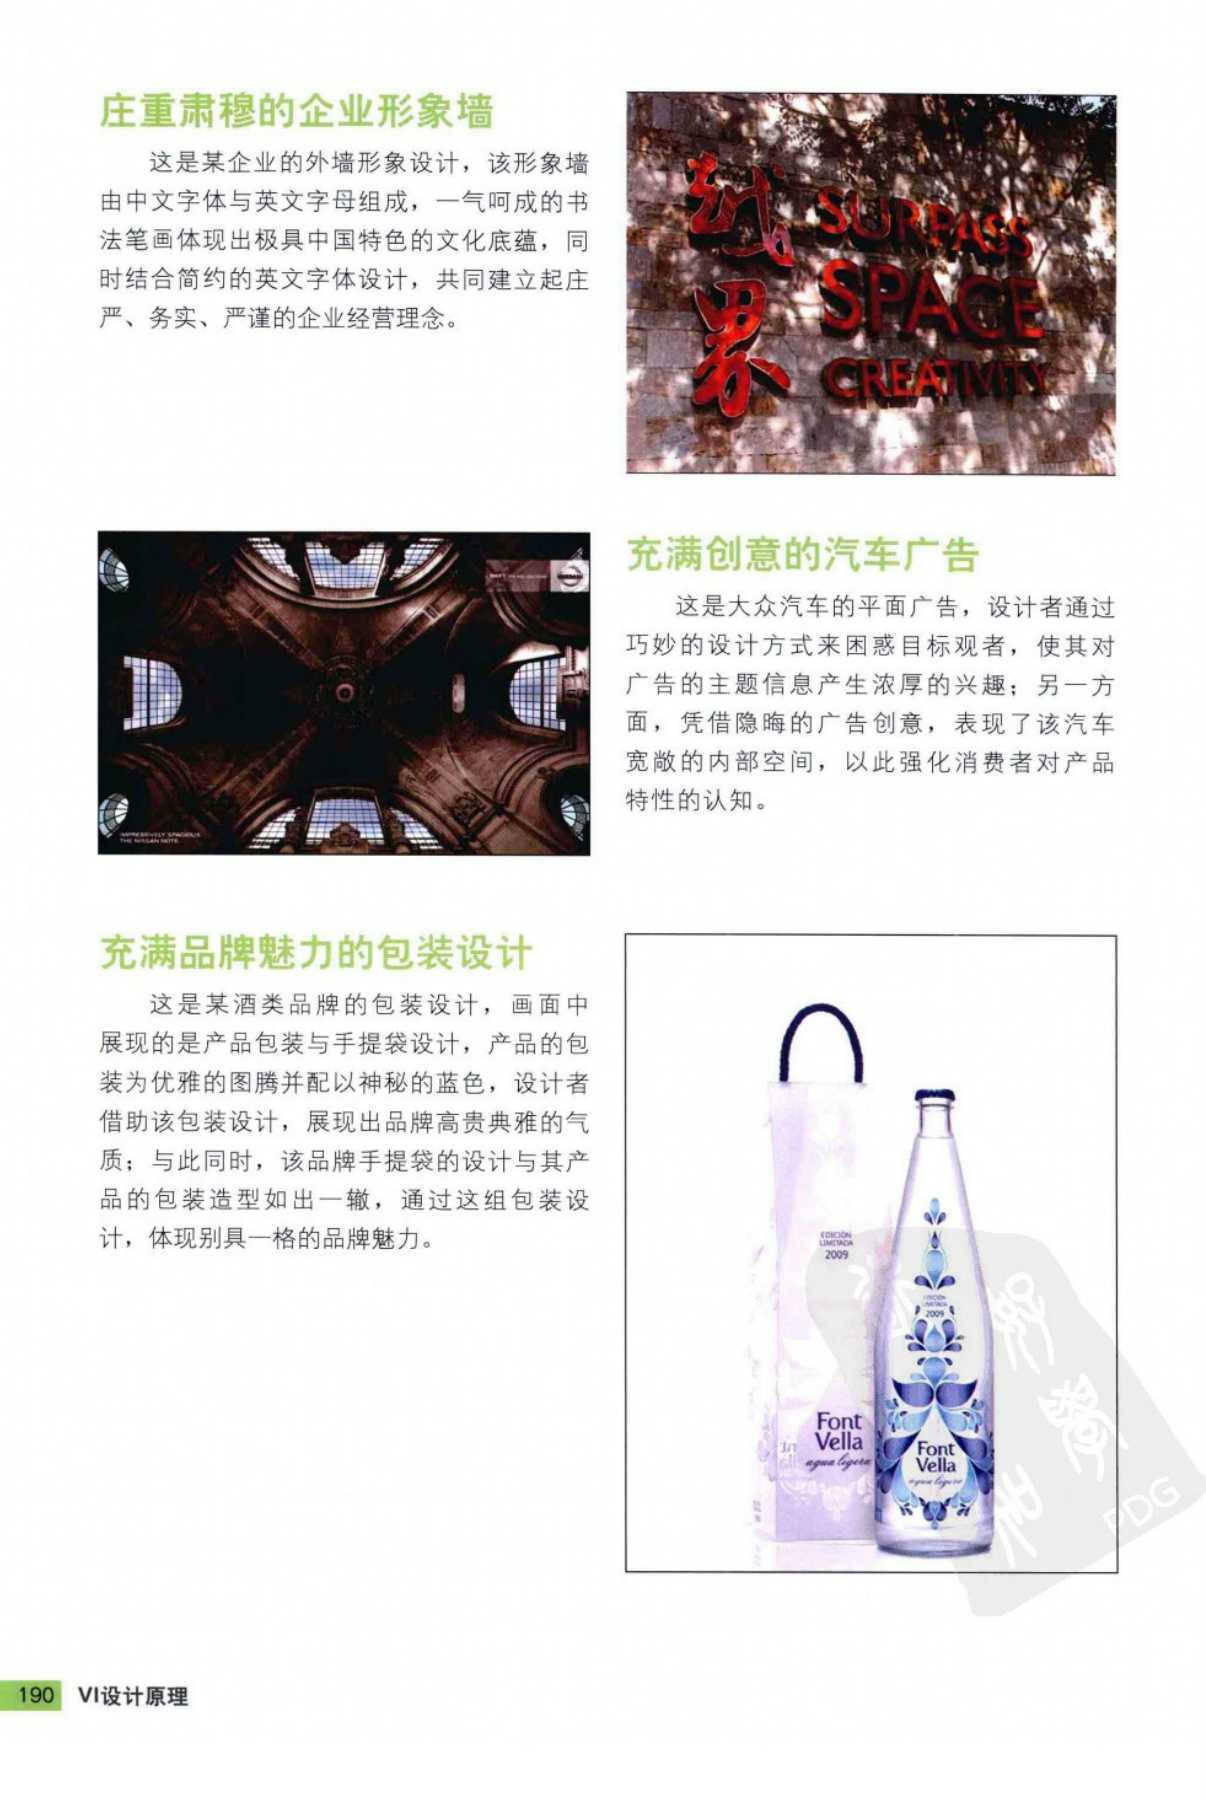 庄重肃穆的企业形象墙
这是某企业的外墙形象设计，该形象墙
由中文字体与英文字母组成，一气呵成的书
法笔画体现出极具中国特色的文化底蕴，同
时结合简约的英文字体设计，共同建立起庄
严、务实、严谨的企业经营理念。
越
界
SURPASS
SPACE
CREATIVITY
NISSAN
IMPRESSIVELY SPACIOUS
THE NISSAN NOTE
充满创意的汽车广告
这是大众汽车的平面广告，设计者通过
巧妙的设计方式来困惑目标观者，使其对
广告的主题信息产生浓厚的兴趣；另一方
面，凭借隐晦的广告创意，表现了该汽车
宽敞的内部空间，以此强化消费者对产品
特性的认知。
充满品牌魅力的包装设计
这是某酒类品牌的包装设计，画面中
展现的是产品包装与手提袋设计，产品的包
装为优雅的图腾并配以神秘的蓝色，设计者
借助该包装设计，展现出品牌高贵典雅的气
质；与此同时，该品牌手提袋的设计与其产
品的包装造型如出一辙，通过这组包装设
计，体现别具一格的品牌魅力。
EDICIÓN
LIMITADA
2009
Font
Vella
agua ligera
EDICIÓN
LIMITADA
2009
Font
Vella
agua ligera
PDG
190 VI设计原理